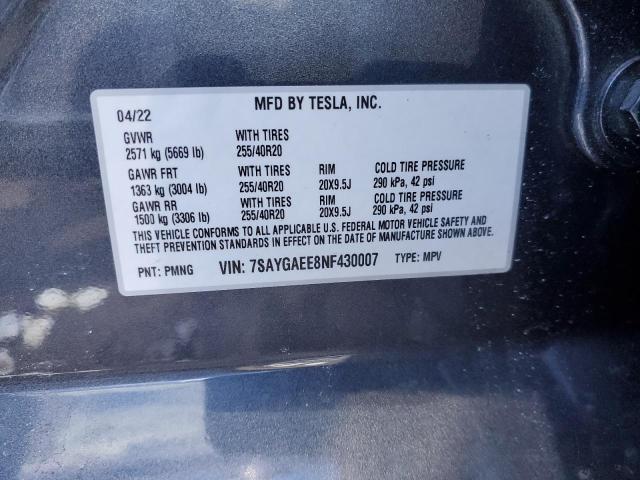 MFD BY TESLA, INC.
04/22
GVWR WITH TIRES
2571 kg (5669 lb) 255/40R20
GAWR FRT WITH TIRES RIM COLD TIRE PRESSURE
1363 kg (3004 lb) 255/40R20 20X9.5J 290 kPa, 42 psi
GAWR RR WITH TIRES RIM COLD TIRE PRESSURE
1500 kg (3306 lb) 255/40R20 20X9.5J 290 kPa, 42 psi
THIS VEHICLE CONFORMS TO ALL APPLICABLE U.S. FEDERAL MOTOR VEHICLE SAFETY AND
THEFT PREVENTION STANDARDS IN EFFECT ON THE DATE OF MANUFACTURE SHOWN ABOVE.
PNT: PMNG VIN: 7SAYGAEE8NF430007 TYPE: MPV